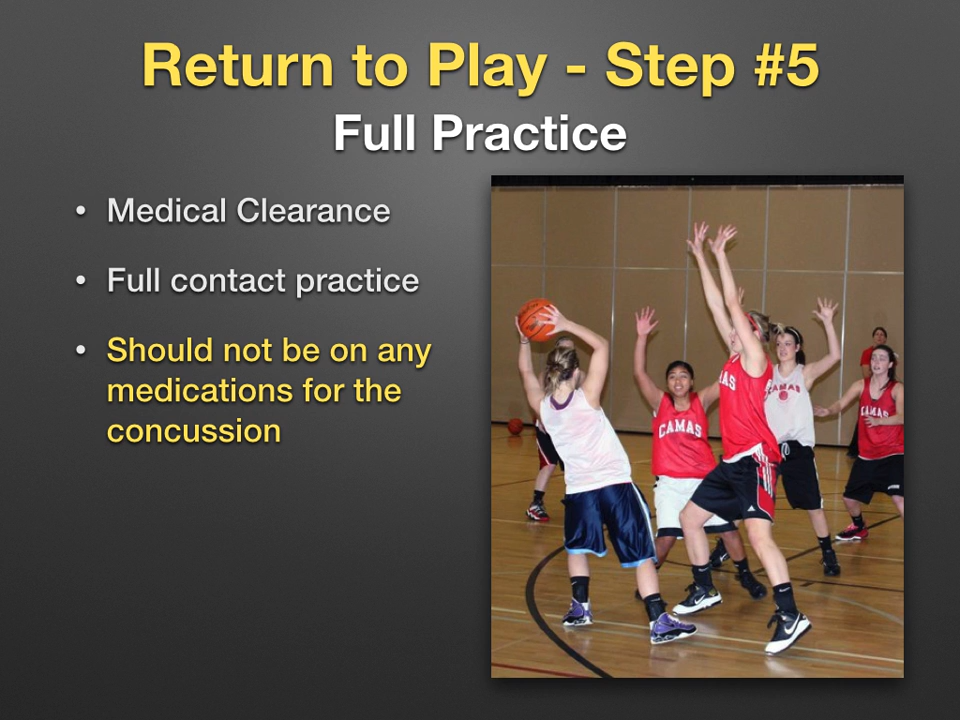 Return to Play - Step #5
Full Practice
• Medical Clearance
• Full contact practice
• Should not be on any
medications for the
concussion
CAMAS
AMAS
CAMAS
CAMAS